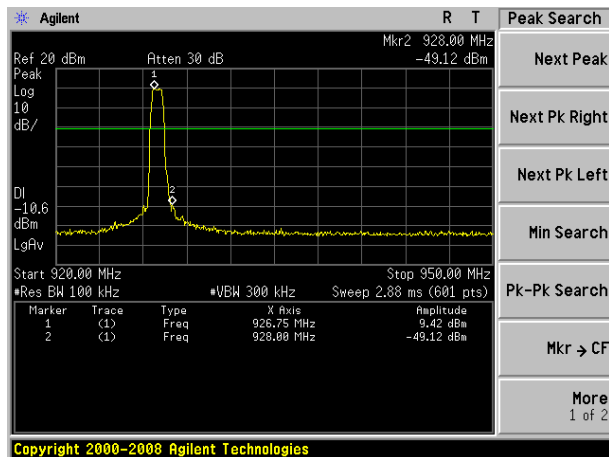 Agilent R T
Peak Search
Mkr2 928.00 MHz
Ref 20 dBm Atten 30 dB -49.12 dBm
Peak
Log
10
dB/
1
2
DI
-10.6
dBm
LgAv
Start 920.00 MHz Stop 950.00 MHz
#Res BW 100 kHz #VBW 300 kHz Sweep 2.88 ms (601 pts)
Marker Trace Type X Axis Amplitude
1 (1) Freq 926.75 MHz 9.42 dBm
2 (1) Freq 928.00 MHz -49.12 dBm
Next Peak
Next Pk Right
Next Pk Left
Min Search
Pk-Pk Search
Mkr → CF
More
1 of 2
Copyright 2000-2008 Agilent Technologies